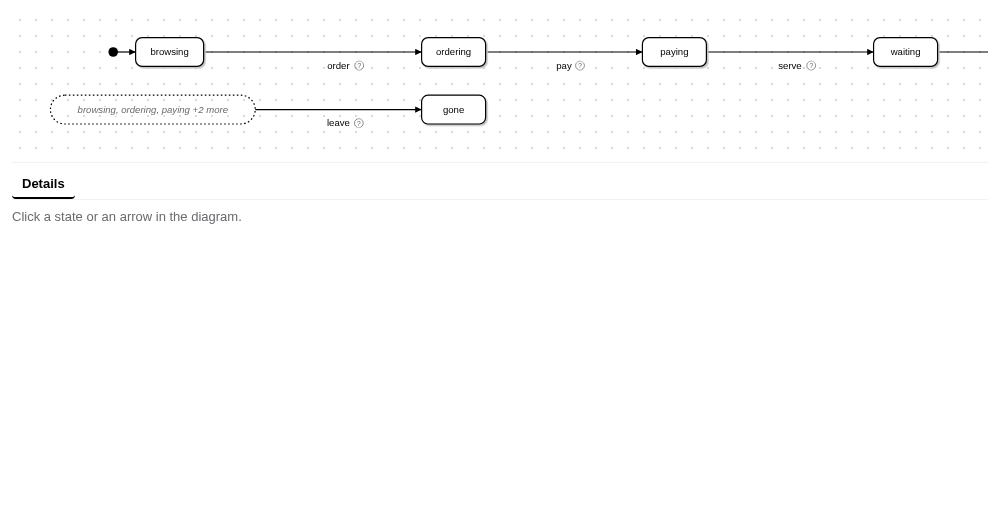 browsing
ordering
paying
waiting
order ?
pay ?
serve ?
browsing, ordering, paying +2 more
gone
leave ?
Details
Click a state or an arrow in the diagram.